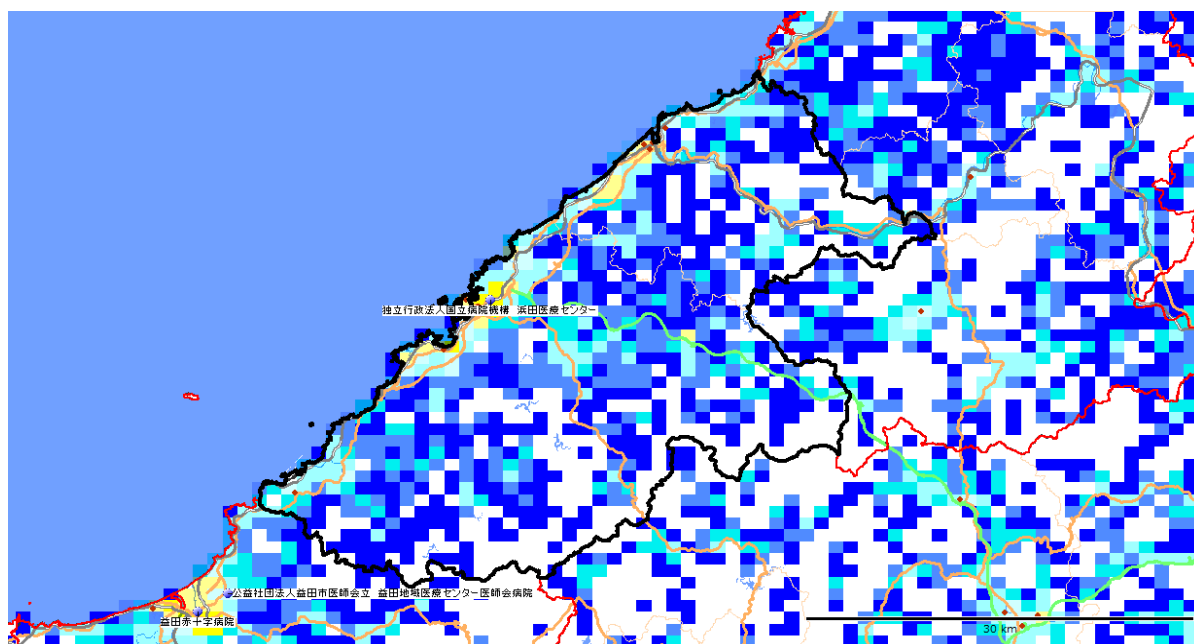 独立行政法人国立病院機構 浜田医療センター
公益社団法人益田市医師会立 益田地域医療センター医師会病院
益田赤十字病院
30 km